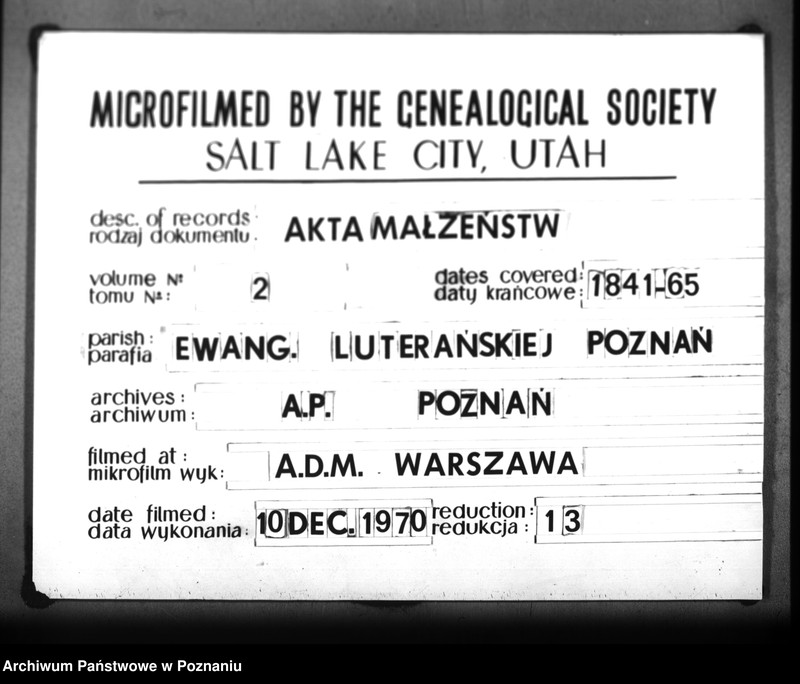 MICROFILMED BY THE GENEALOGICAL SOCIETY
SALT LAKE CITY, UTAH
desc. of records
rodzaj dokumentu: AKTA MAŁŻEŃSTW
volume Nº
tomu Nº: 2
dates covered:
daty krańcowe: 1841-65
parish:
parafia EWANG. LUTERAŃSKIEJ POZNAŃ
archives:
archiwum: A.P. POZNAŃ
filmed at:
mikrofilm wyk: A.D.M. WARSZAWA
date filmed:
data wykonania: 10 DEC. 1970
reduction:
redukcja: 13
Archiwum Państwowe w Poznaniu